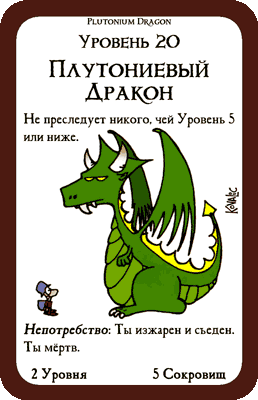 Plutonium Dragon
Уровень 20
Плутониевый
Дракон
Не преследует никого, чей Уровень 5
или ниже.
Kovalic
Непотребство: Ты изжарен и съеден.
Ты мёртв.
2 Уровня 5 Сокровищ